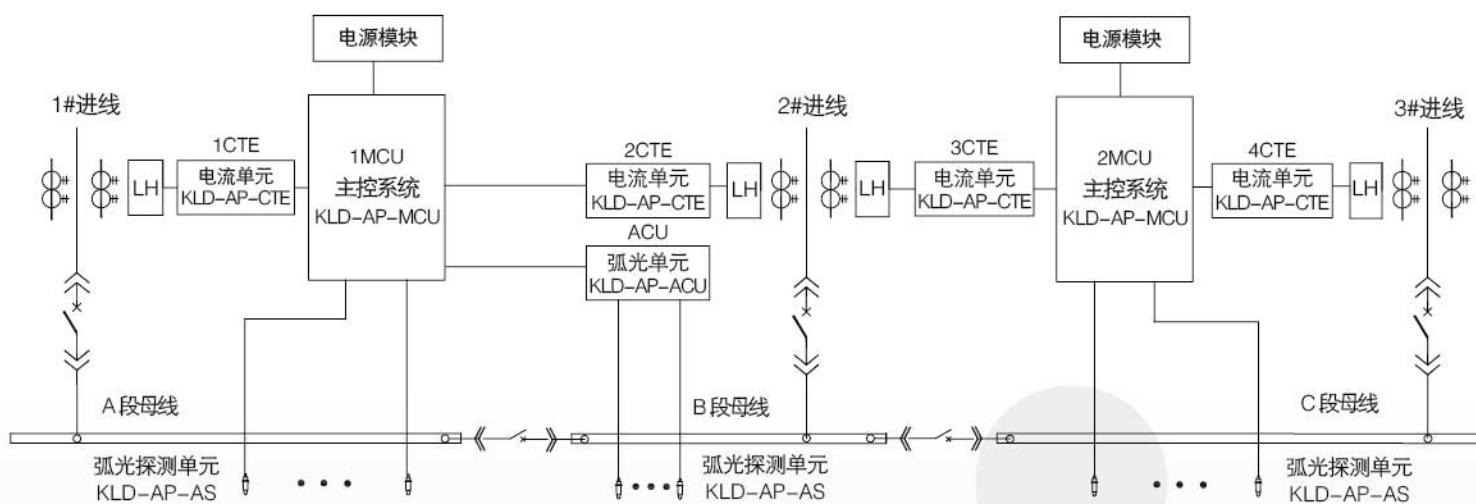 电源模块
电源模块
1#进线
2#进线
3#进线
1CTE
电流单元
KLD-AP-CTE
LH
1MCU
主控系统
KLD-AP-MCU
2CTE
电流单元
KLD-AP-CTE
LH
LH
3CTE
电流单元
KLD-AP-CTE
2MCU
主控系统
KLD-AP-MCU
4CTE
电流单元
KLD-AP-CTE
LH
ACU
弧光单元
KLD-AP-ACU
A段母线
B段母线
C段母线
弧光探测单元
KLD-AP-AS
弧光探测单元
KLD-AP-AS
弧光探测单元
KLD-AP-AS